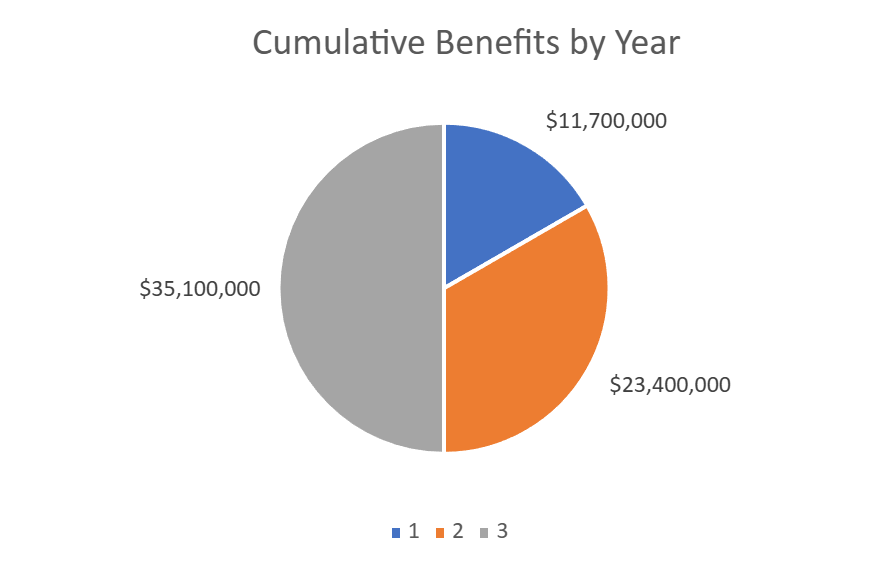 Cumulative Benefits by Year
$11,700,000
$35,100,000
$23,400,000
1 2 3